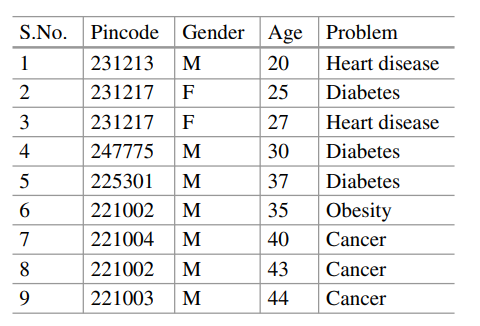 S.No. Pincode Gender Age Problem
1 231213 M 20 Heart disease
2 231217 F 25 Diabetes
3 231217 F 27 Heart disease
4 247775 M 30 Diabetes
5 225301 M 37 Diabetes
6 221002 M 35 Obesity
7 221004 M 40 Cancer
8 221002 M 43 Cancer
9 221003 M 44 Cancer